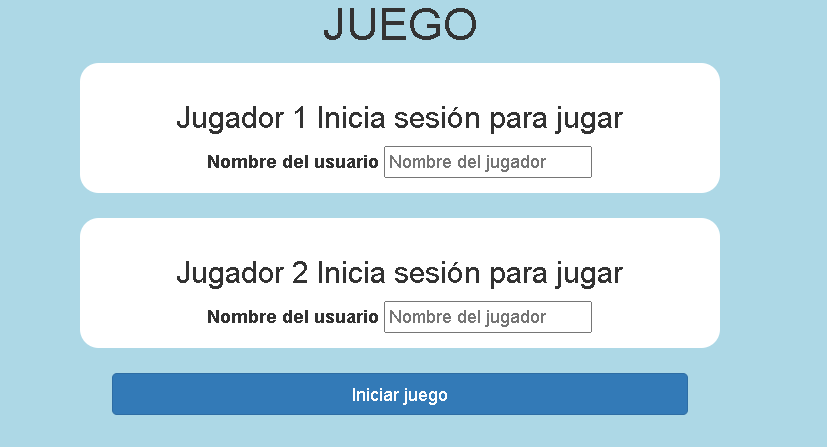 JUEGO
Jugador 1 Inicia sesión para jugar
Nombre del usuario Nombre del jugador
Jugador 2 Inicia sesión para jugar
Nombre del usuario Nombre del jugador
Iniciar juego